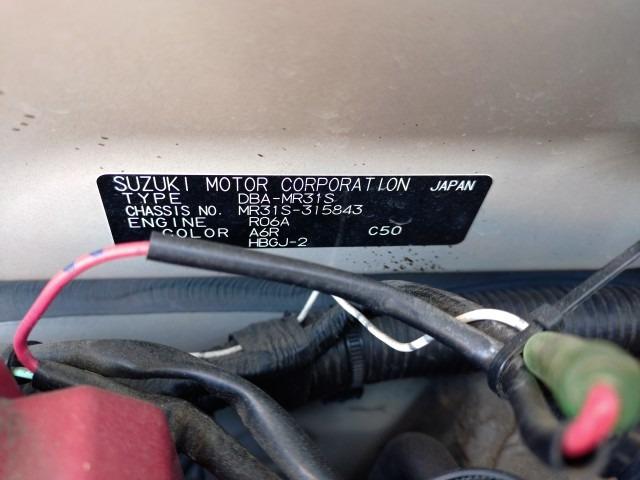 SUZUKI MOTOR CORPORATION JAPAN
TYPE DBA-MR31S
CHASSIS NO. MR31S-315843
ENGINE R06A
COLOR A6R C50
HBGJ-2